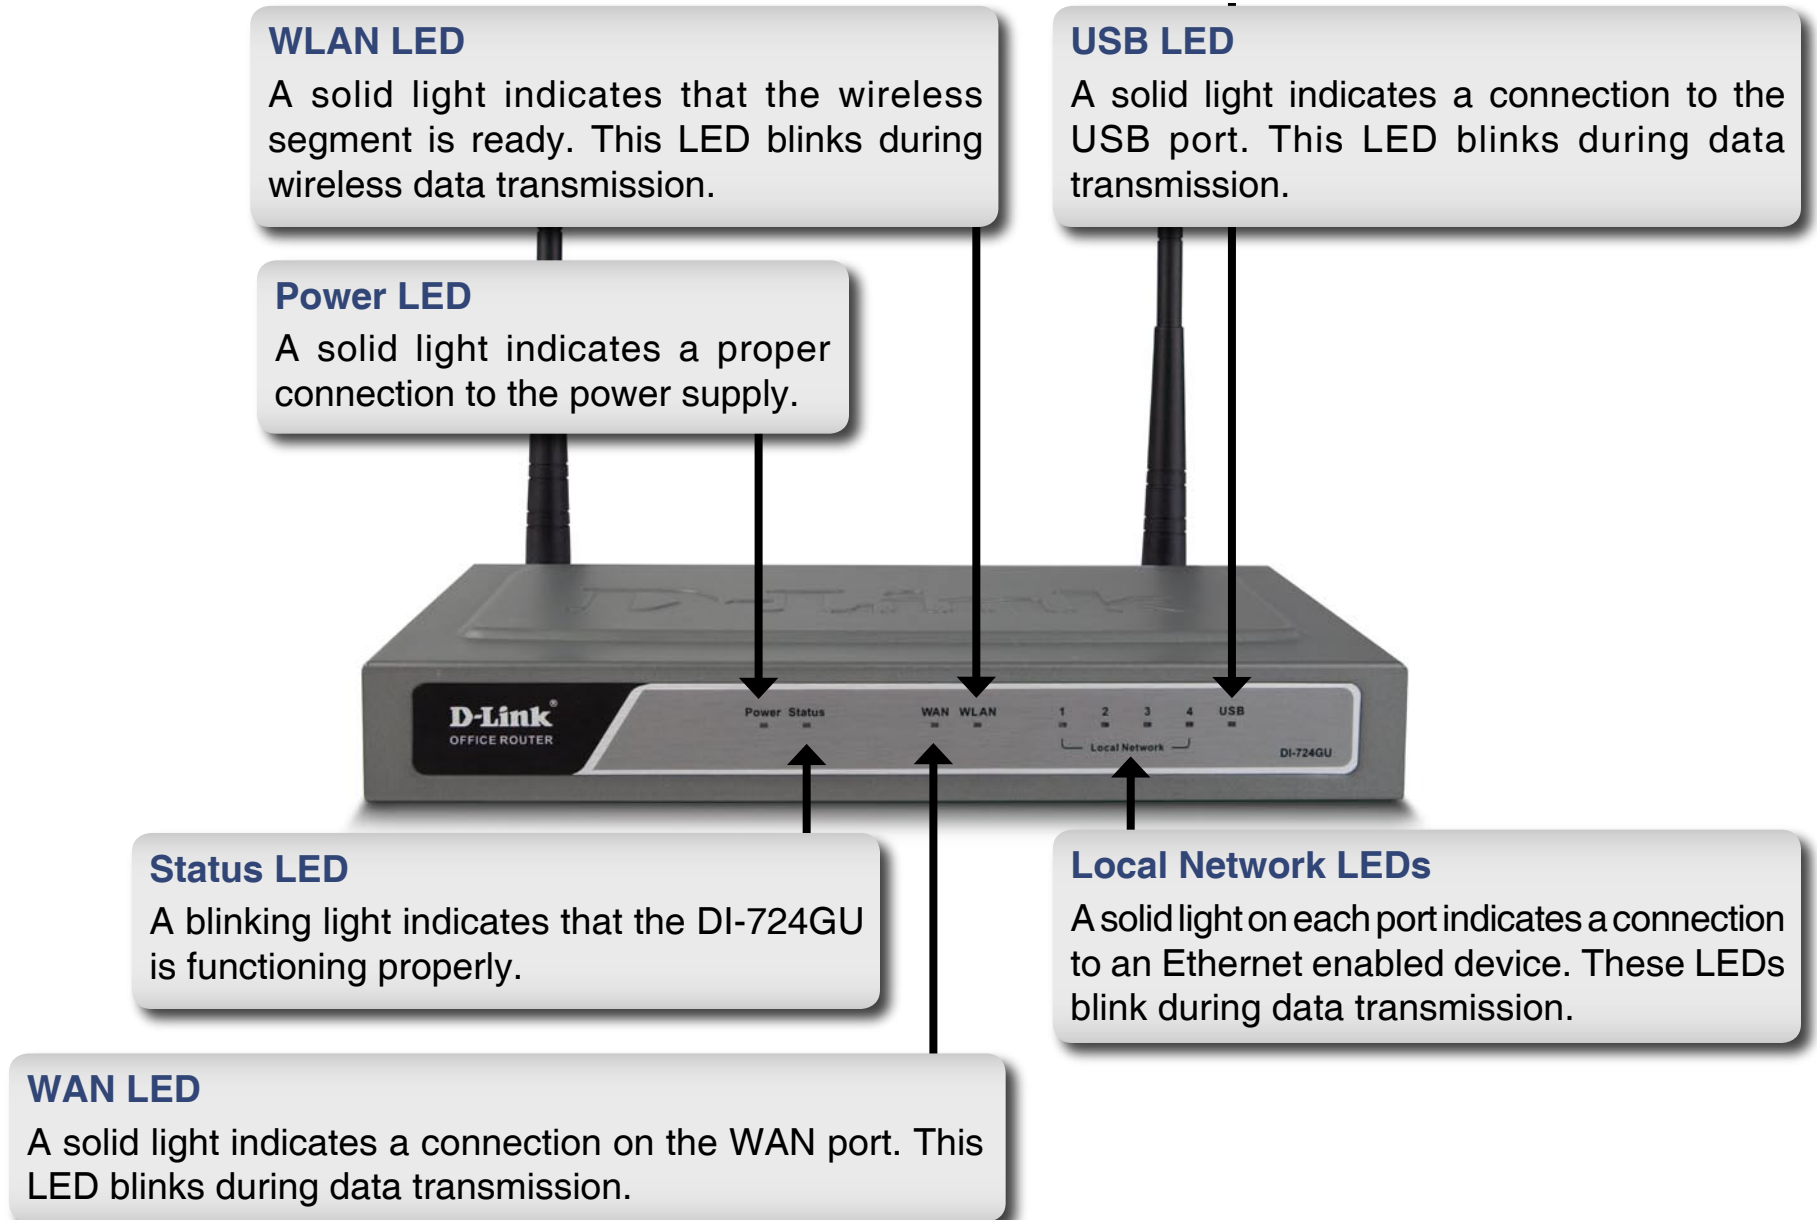 WLAN LED
A solid light indicates that the wireless
segment is ready. This LED blinks during
wireless data transmission.
USB LED
A solid light indicates a connection to the
USB port. This LED blinks during data
transmission.
Power LED
A solid light indicates a proper
connection to the power supply.
D-Link
D-Link®
OFFICE ROUTER
Power Status
WAN WLAN
1 2 3 4
USB
Local Network
DI-724GU
Status LED
A blinking light indicates that the DI-724GU
is functioning properly.
Local Network LEDs
A solid light on each port indicates a connection
to an Ethernet enabled device. These LEDs
blink during data transmission.
WAN LED
A solid light indicates a connection on the WAN port. This
LED blinks during data transmission.